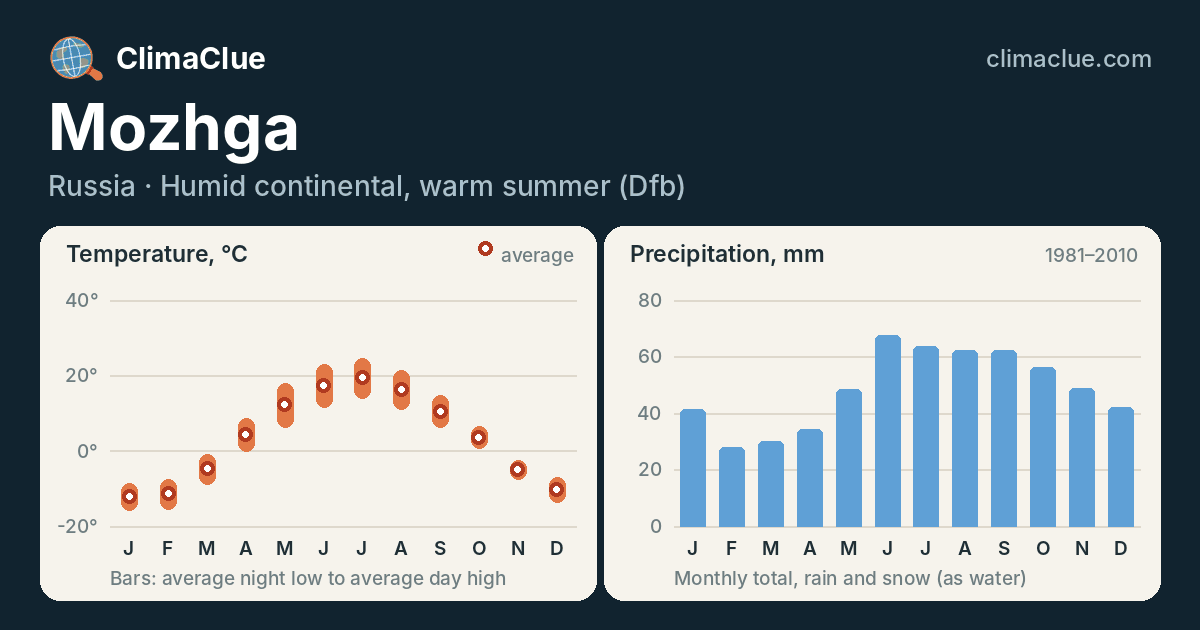 ClimaClue
climaclue.com
Mozhga
Russia · Humid continental, warm summer (Dfb)
Temperature, °C
average
40°
20°
0°
-20°
J F M A M J J A S O N D
Bars: average night low to average day high
Precipitation, mm
1981–2010
80
60
40
20
0
J F M A M J J A S O N D
Monthly total, rain and snow (as water)